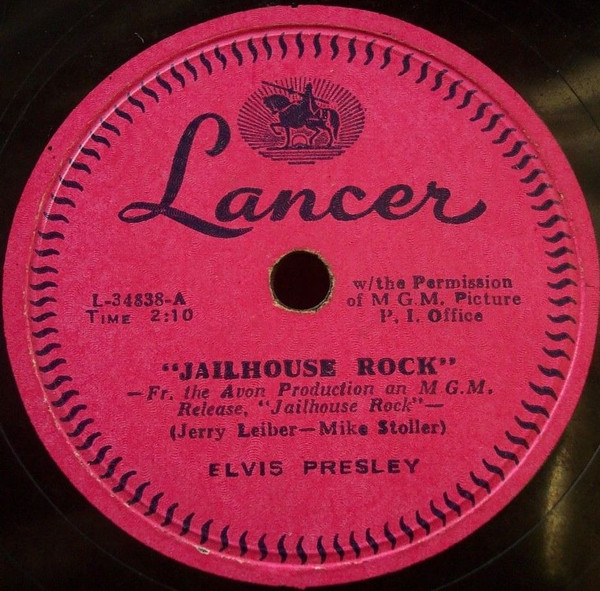 Lancer
L-34838-A
TIME 2:10
w/the Permission
of M G M. Picture
P. I. Office
"JAILHOUSE ROCK"
—Fr. the Avon Production an M G M.
Release, "Jailhouse Rock"—
(Jerry Leiber—Mike Stoller)
ELVIS PRESLEY